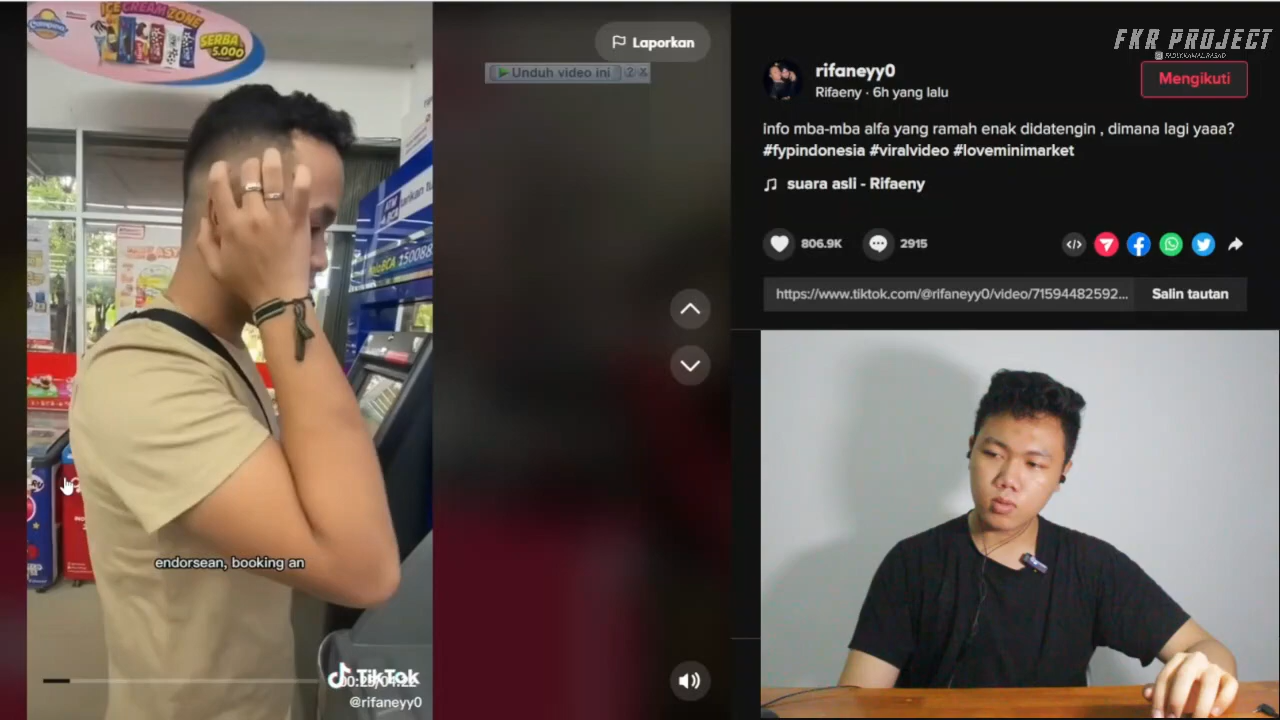 ICE CREAM ZONE
Campina
SERBA
5.000
Laporkan
Unduh video ini
? X
FKR PROJECT
rifaneyy0
Rifaeny · 6h yang lalu
Mengikuti
info mba-mba alfa yang ramah enak didatengin , dimana lagi yaaa?
#fypindonesia #viralvideo #loveminimarket
suara asli - Rifaeny
806.9K
2915
https://www.tiktok.com/@rifaneyy0/video/71594482592...
Salin tautan
endorsean, booking an
TikTok
@rifaneyy0